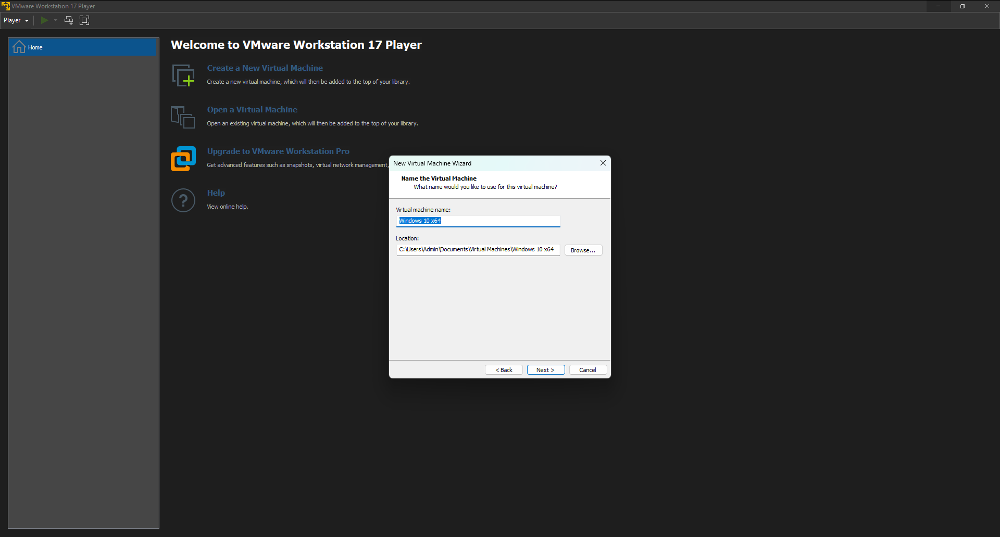 VMware Workstation 17 Player
Player
Home
Welcome to VMware Workstation 17 Player
Create a New Virtual Machine
Create a new virtual machine, which will then be added to the top of your library.
Open a Virtual Machine
Open an existing virtual machine, which will then be added to the top of your library.
Upgrade to VMware Workstation Pro
Get advanced features such as snapshots, virtual network management,
Help
View online help.
New Virtual Machine Wizard
Name the Virtual Machine
What name would you like to use for this virtual machine?
Virtual machine name:
Windows 10 x64
Location:
C:\Users\Admin\Documents\Virtual Machines\Windows 10 x64
Browse...
< Back
Next >
Cancel